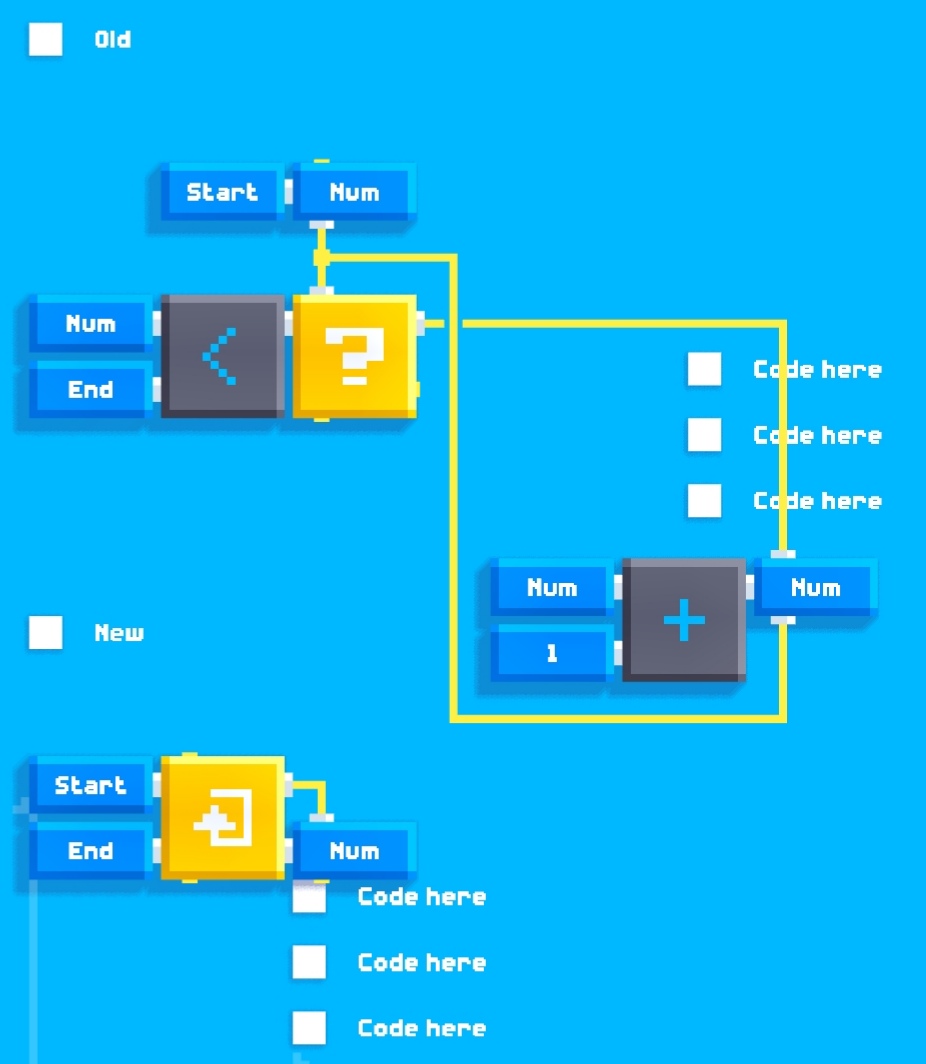 Old
Start Num
Num < ?
End
Code here
Code here
Code here
Num + Num
1
New
Start
End Num
Code here
Code here
Code here